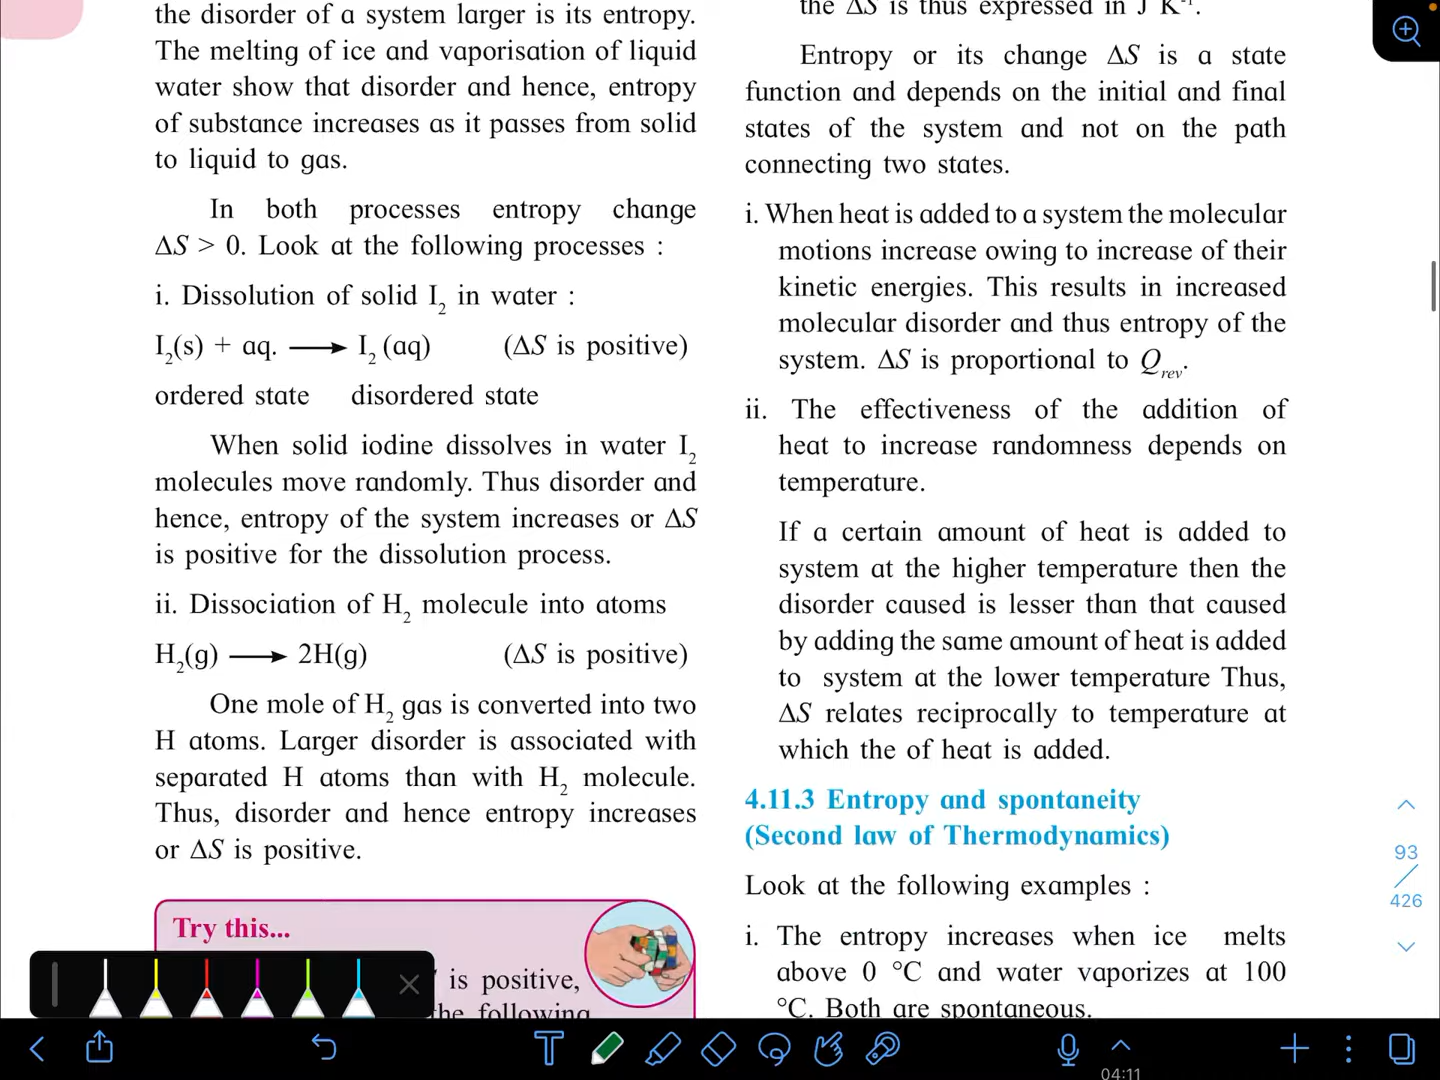 the disorder of a system larger is its entropy.
The melting of ice and vaporisation of liquid
water show that disorder and hence, entropy
of substance increases as it passes from solid
to liquid to gas.
In both processes entropy change
ΔS > 0. Look at the following processes :
i. Dissolution of solid I₂ in water :
I₂(s) + aq. ⟶ I₂ (aq) (ΔS is positive)
ordered state disordered state
When solid iodine dissolves in water I₂
molecules move randomly. Thus disorder and
hence, entropy of the system increases or ΔS
is positive for the dissolution process.
ii. Dissociation of H₂ molecule into atoms
H₂(g) ⟶ 2H(g) (ΔS is positive)
One mole of H₂ gas is converted into two
H atoms. Larger disorder is associated with
separated H atoms than with H₂ molecule.
Thus, disorder and hence entropy increases
or ΔS is positive.
Try this...
is positive,
the following
the ΔS is thus expressed in J K⁻¹.
Entropy or its change ΔS is a state
function and depends on the initial and final
states of the system and not on the path
connecting two states.
i. When heat is added to a system the molecular
motions increase owing to increase of their
kinetic energies. This results in increased
molecular disorder and thus entropy of the
system. ΔS is proportional to Qrev.
ii. The effectiveness of the addition of
heat to increase randomness depends on
temperature.
If a certain amount of heat is added to
system at the higher temperature then the
disorder caused is lesser than that caused
by adding the same amount of heat is added
to system at the lower temperature Thus,
ΔS relates reciprocally to temperature at
which the of heat is added.
4.11.3 Entropy and spontaneity
(Second law of Thermodynamics)
Look at the following examples :
i. The entropy increases when ice melts
above 0 °C and water vaporizes at 100
°C. Both are spontaneous.
93
426
04:11